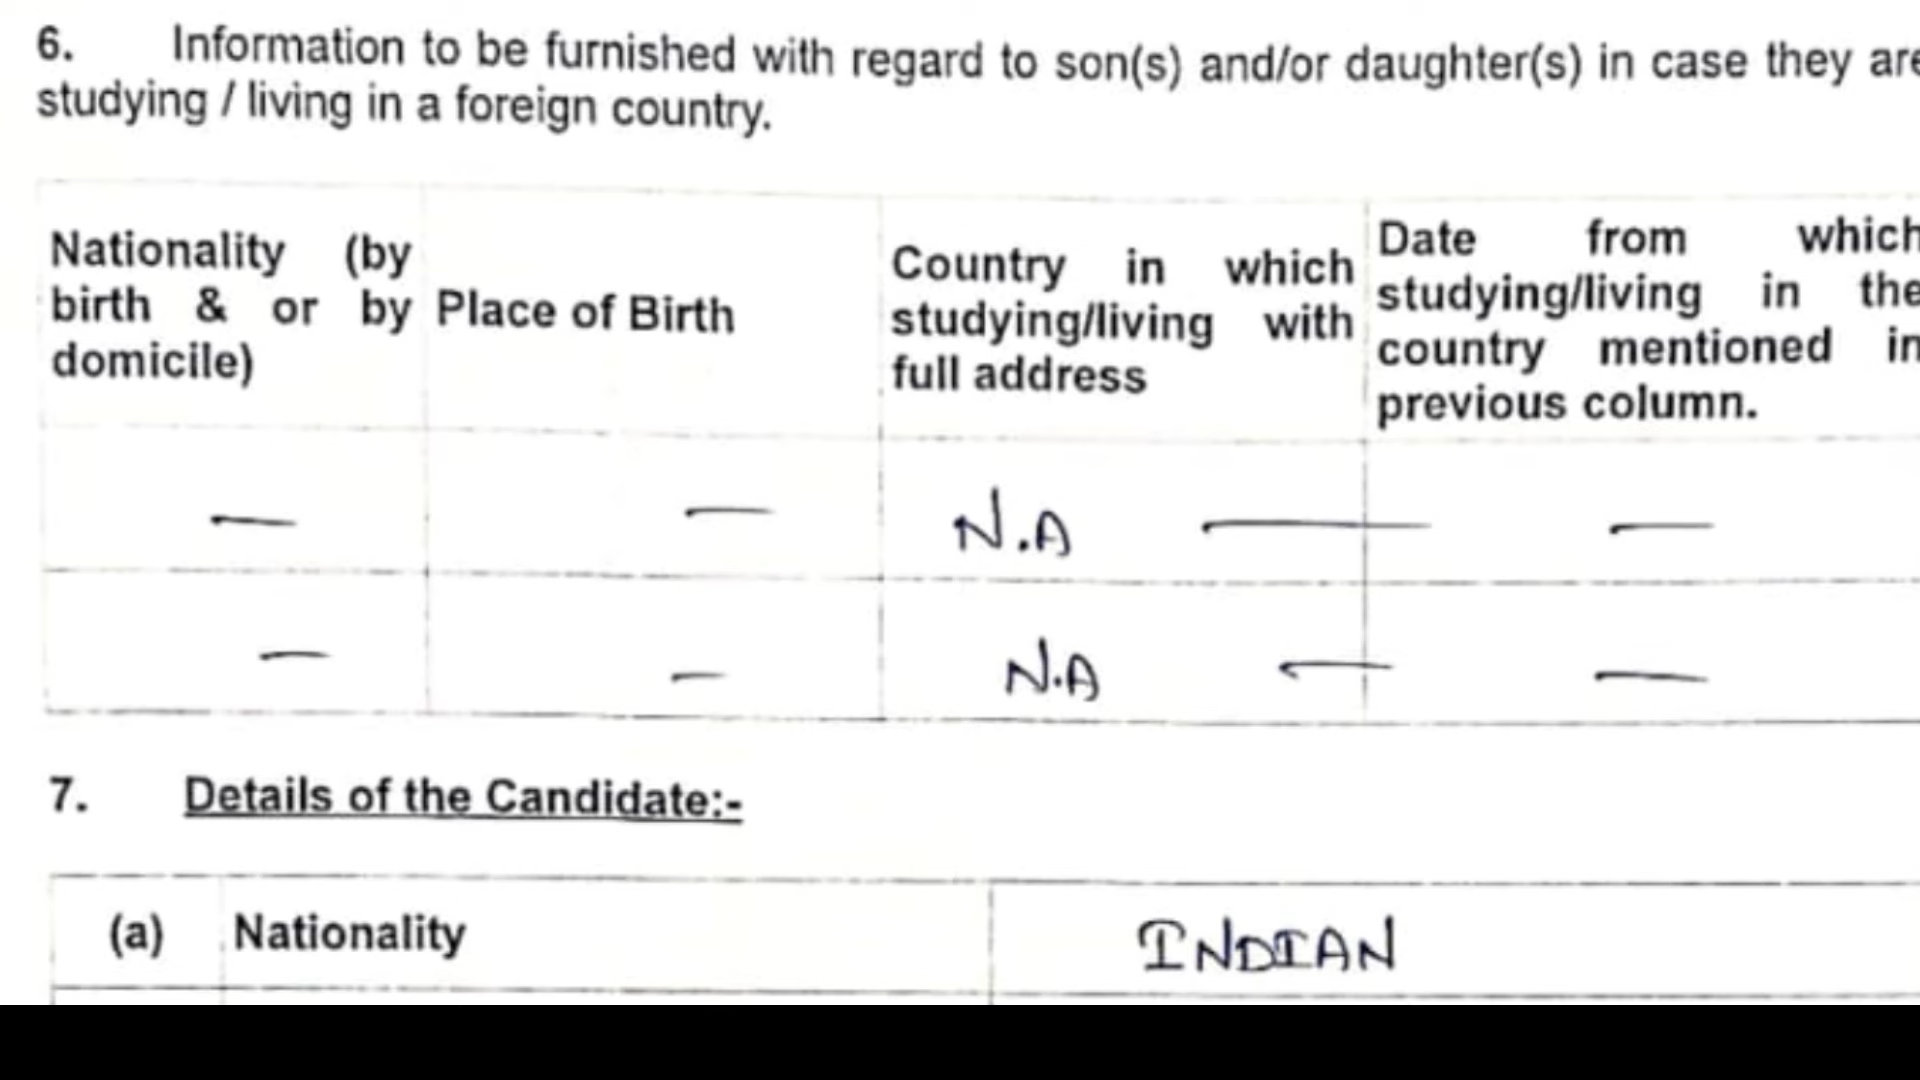 6. Information to be furnished with regard to son(s) and/or daughter(s) in case they are
studying / living in a foreign country.
Nationality (by
birth & or by
domicile)
Place of Birth
Country in which
studying/living with
full address
Date from which
studying/living in the
country mentioned in
previous column.
— — N.A — —
— — N.A — —
7. Details of the Candidate:-
(a) Nationality INDIAN